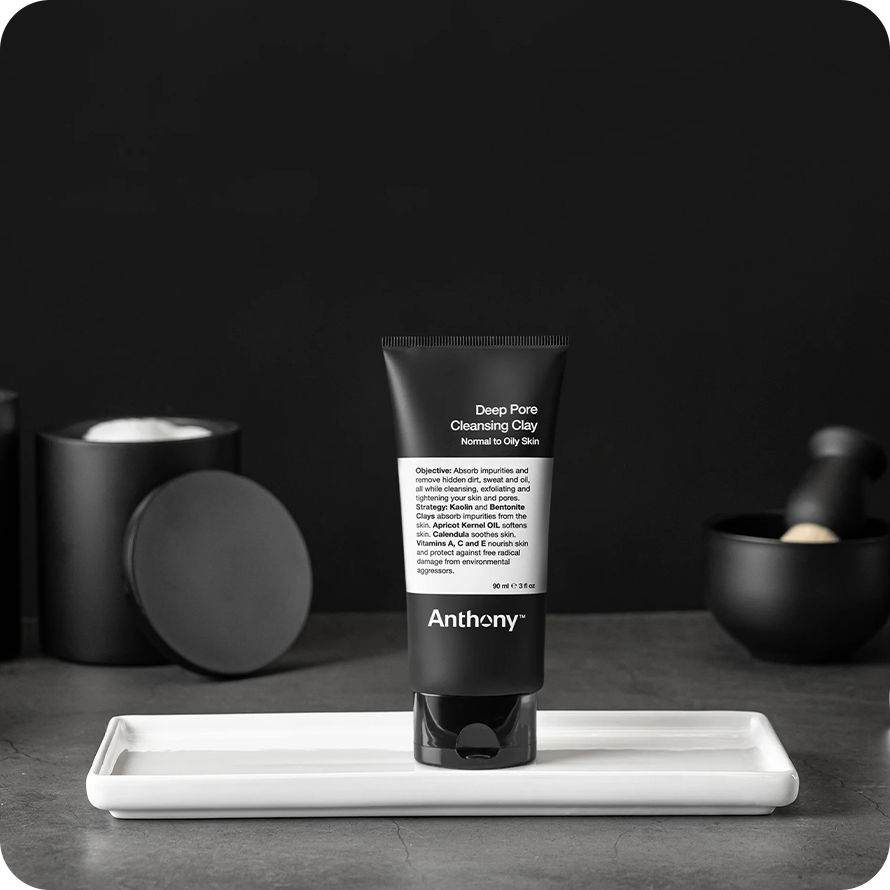 Deep Pore
Cleansing Clay
Normal to Oily Skin
Objective: Absorb impurities and
remove hidden dirt, sweat and oil,
all while cleansing, exfoliating and
tightening your skin and pores.
Strategy: Kaolin and Bentonite
Clays absorb impurities from the
skin. Apricot Kernel OIL softens
skin. Calendula soothes skin.
Vitamins A, C and E nourish skin
and protect against free radical
damage from environmental
aggressors.
90 ml ℮ 3 fl oz
Anthony™